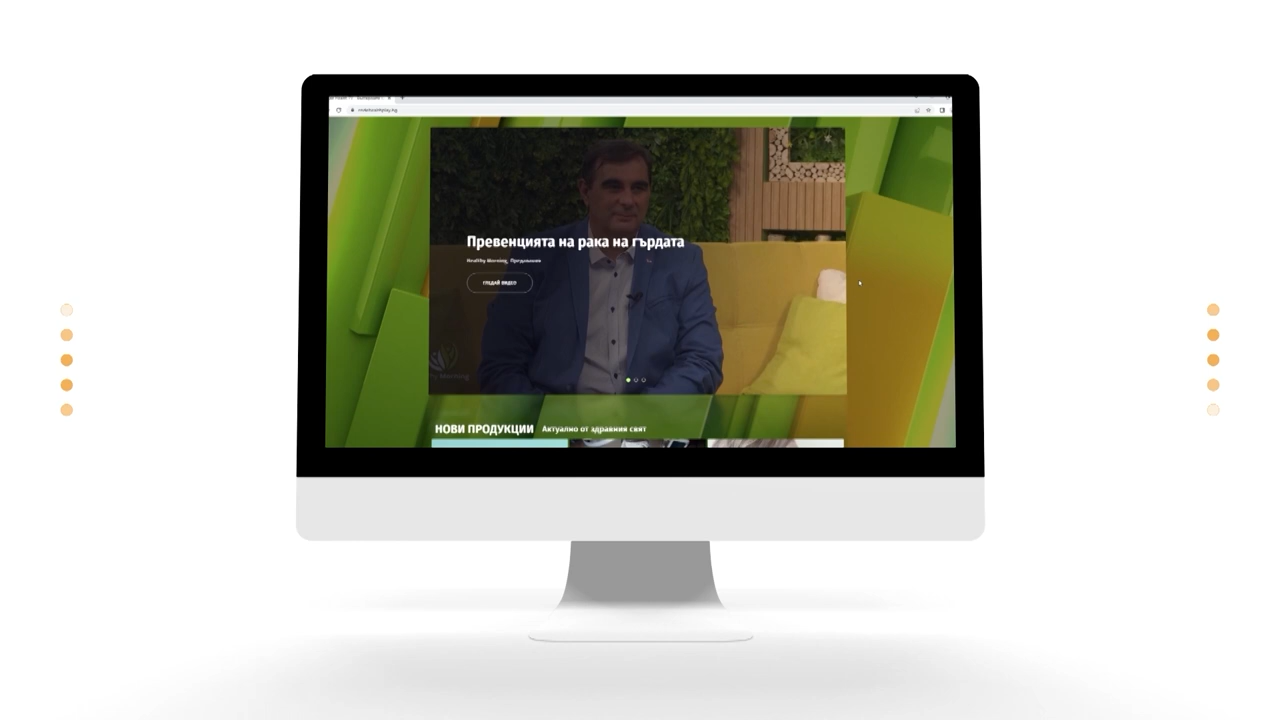 Превенцията на рака на гърдата
Healthy Morning, Предавания
ГЛЕДАЙ ВИДЕО
НОВИ ПРОДУКЦИИ Актуално от здравния свят